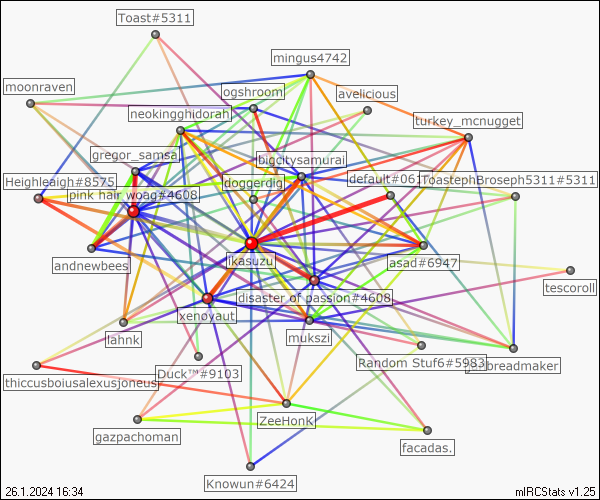 Toast#5311
mingus4742
moonraven
ogshroom
avelicious
neokingghidorah
turkey_mcnugget
gregor_samsa
bigcitysamurai
Heighleaigh#8575
pink hair woag#4608
doggerdig
default#061
ToastephBroseph5311#5311
andnewbees
ikasuzu
asad#6947
tescoroll
disaster of passion#4608
xenoyaut
lahnk
mukszi
Random Stuf6#5983
breadmaker
thiccusboiusalexusjoneus
Duck™#9103
ZeeHonK
gazpachoman
facadas.
Knowun#6424
26.1.2024 16:34
mIRCStats v1.25